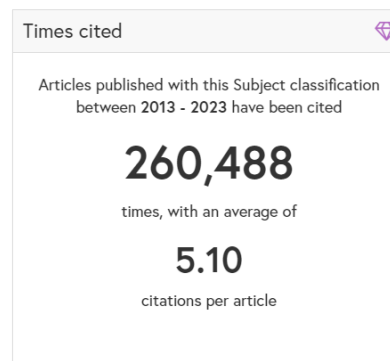 Times cited
Articles published with this Subject classification
between 2013 - 2023 have been cited
260,488
times, with an average of
5.10
citations per article